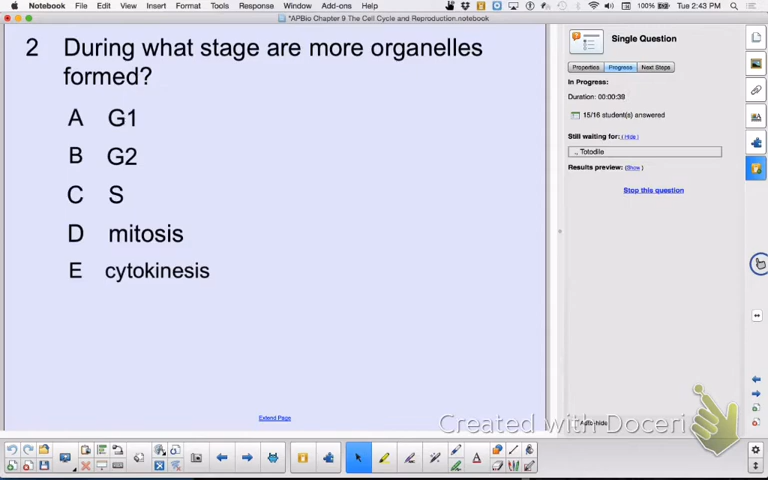 Notebook File Edit View Insert Format Tools Response Window Add-ons Help 100% Tue 2:43 PM
*APBio Chapter 9 The Cell Cycle and Reproduction.notebook
2 During what stage are more organelles
formed?
A G1
B G2
C S
D mitosis
E cytokinesis
Extend Page
Single Question
Properties Progress Next Steps
In Progress:
Duration: 00:00:39
15/16 student(s) answered
Still waiting for: (Hide)
Totodile
Results preview: (Show)
Stop this question
Created with Doceri
Auto-hide